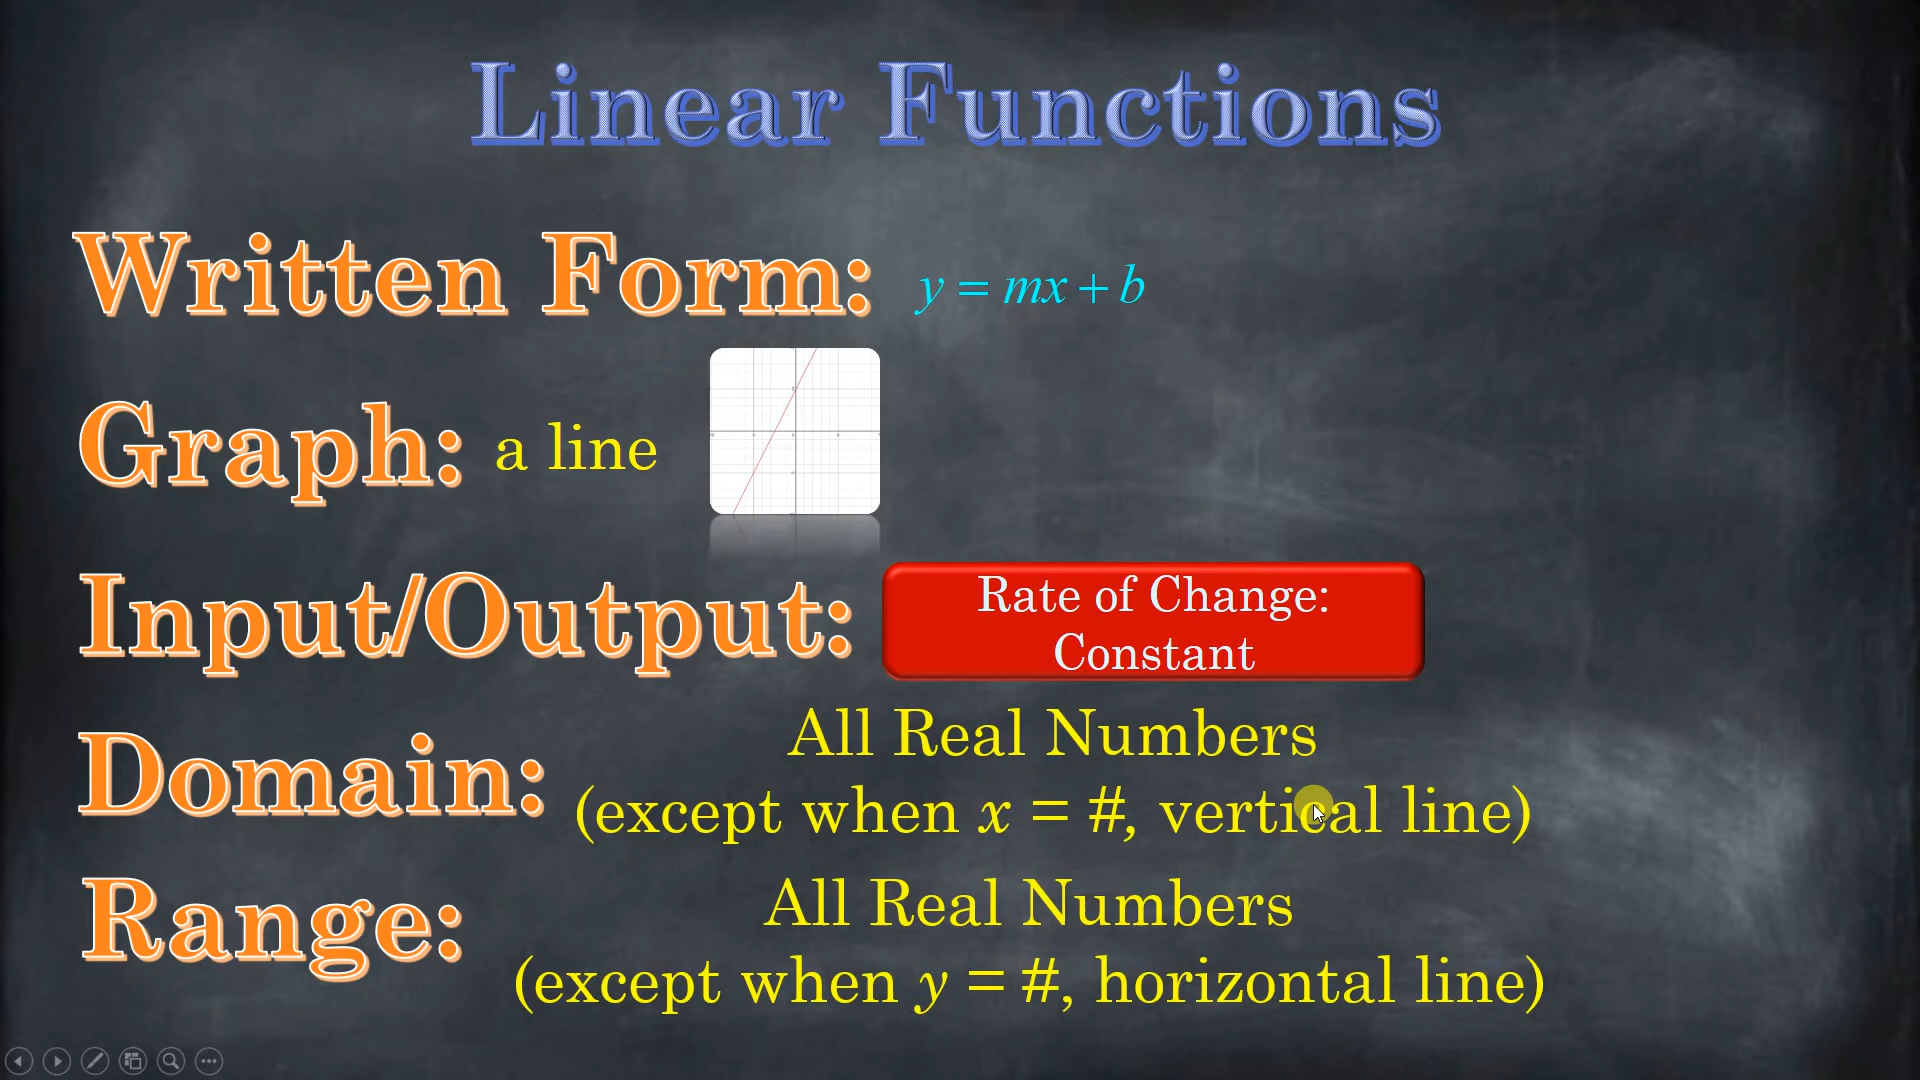 Linear Functions
Written Form: y = mx + b
Graph: a line
Input/Output: Rate of Change:
Constant
Domain: All Real Numbers
(except when x = #, vertical line)
Range: All Real Numbers
(except when y = #, horizontal line)